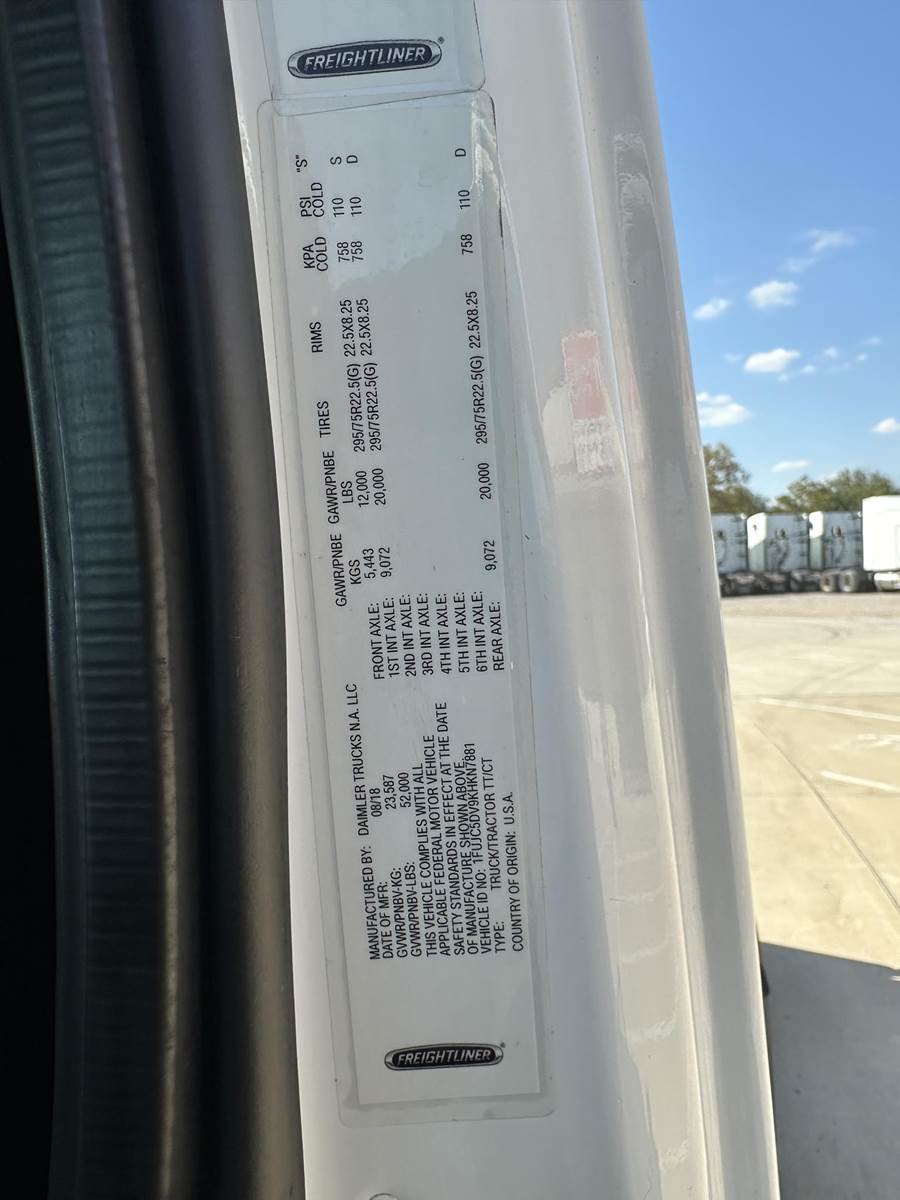 FREIGHTLINER®
MANUFACTURED BY: DAIMLER TRUCKS N.A. LLC
DATE OF MFR: 08/18
GVWR/PNBV-KG: 23,587
GVWR/PNBV-LBS: 52,000
THIS VEHICLE COMPLIES WITH ALL
APPLICABLE FEDERAL MOTOR VEHICLE
SAFETY STANDARDS IN EFFECT AT THE DATE
OF MANUFACTURE SHOWN ABOVE.
VEHICLE ID NO: 1FUJC5DV9KHKN7881
TYPE: TRUCK/TRACTOR TT/CT
COUNTRY OF ORIGIN: U.S.A.
GAWR/PNBE GAWR/PNBE TIRES RIMS KPA PSI "S"
KGS LBS COLD COLD
FRONT AXLE: 5,443 12,000 295/75R22.5(G) 22.5X8.25 758 110 S
1ST INT AXLE: 9,072 20,000 295/75R22.5(G) 22.5X8.25 758 110 D
2ND INT AXLE:
3RD INT AXLE:
4TH INT AXLE:
5TH INT AXLE:
6TH INT AXLE:
REAR AXLE: 9,072 20,000 295/75R22.5(G) 22.5X8.25 758 110 D
FREIGHTLINER®